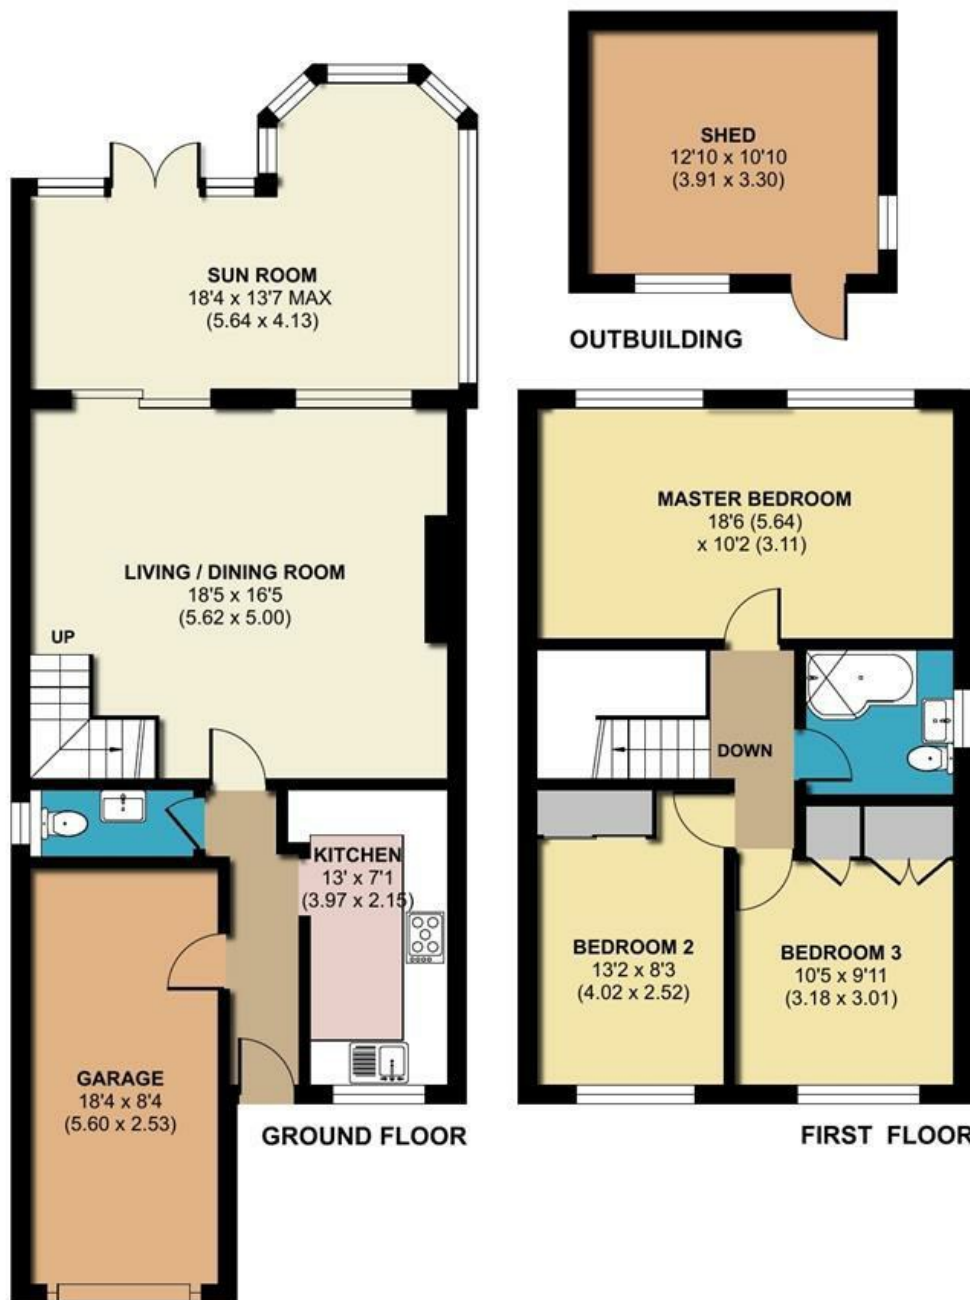 SHED
12'10 x 10'10
(3.91 x 3.30)
OUTBUILDING
SUN ROOM
18'4 x 13'7 MAX
(5.64 x 4.13)
LIVING / DINING ROOM
18'5 x 16'5
(5.62 x 5.00)
UP
KITCHEN
13' x 7'1
(3.97 x 2.15)
GARAGE
18'4 x 8'4
(5.60 x 2.53)
GROUND FLOOR
MASTER BEDROOM
18'6 (5.64)
x 10'2 (3.11)
DOWN
BEDROOM 2
13'2 x 8'3
(4.02 x 2.52)
BEDROOM 3
10'5 x 9'11
(3.18 x 3.01)
FIRST FLOOR